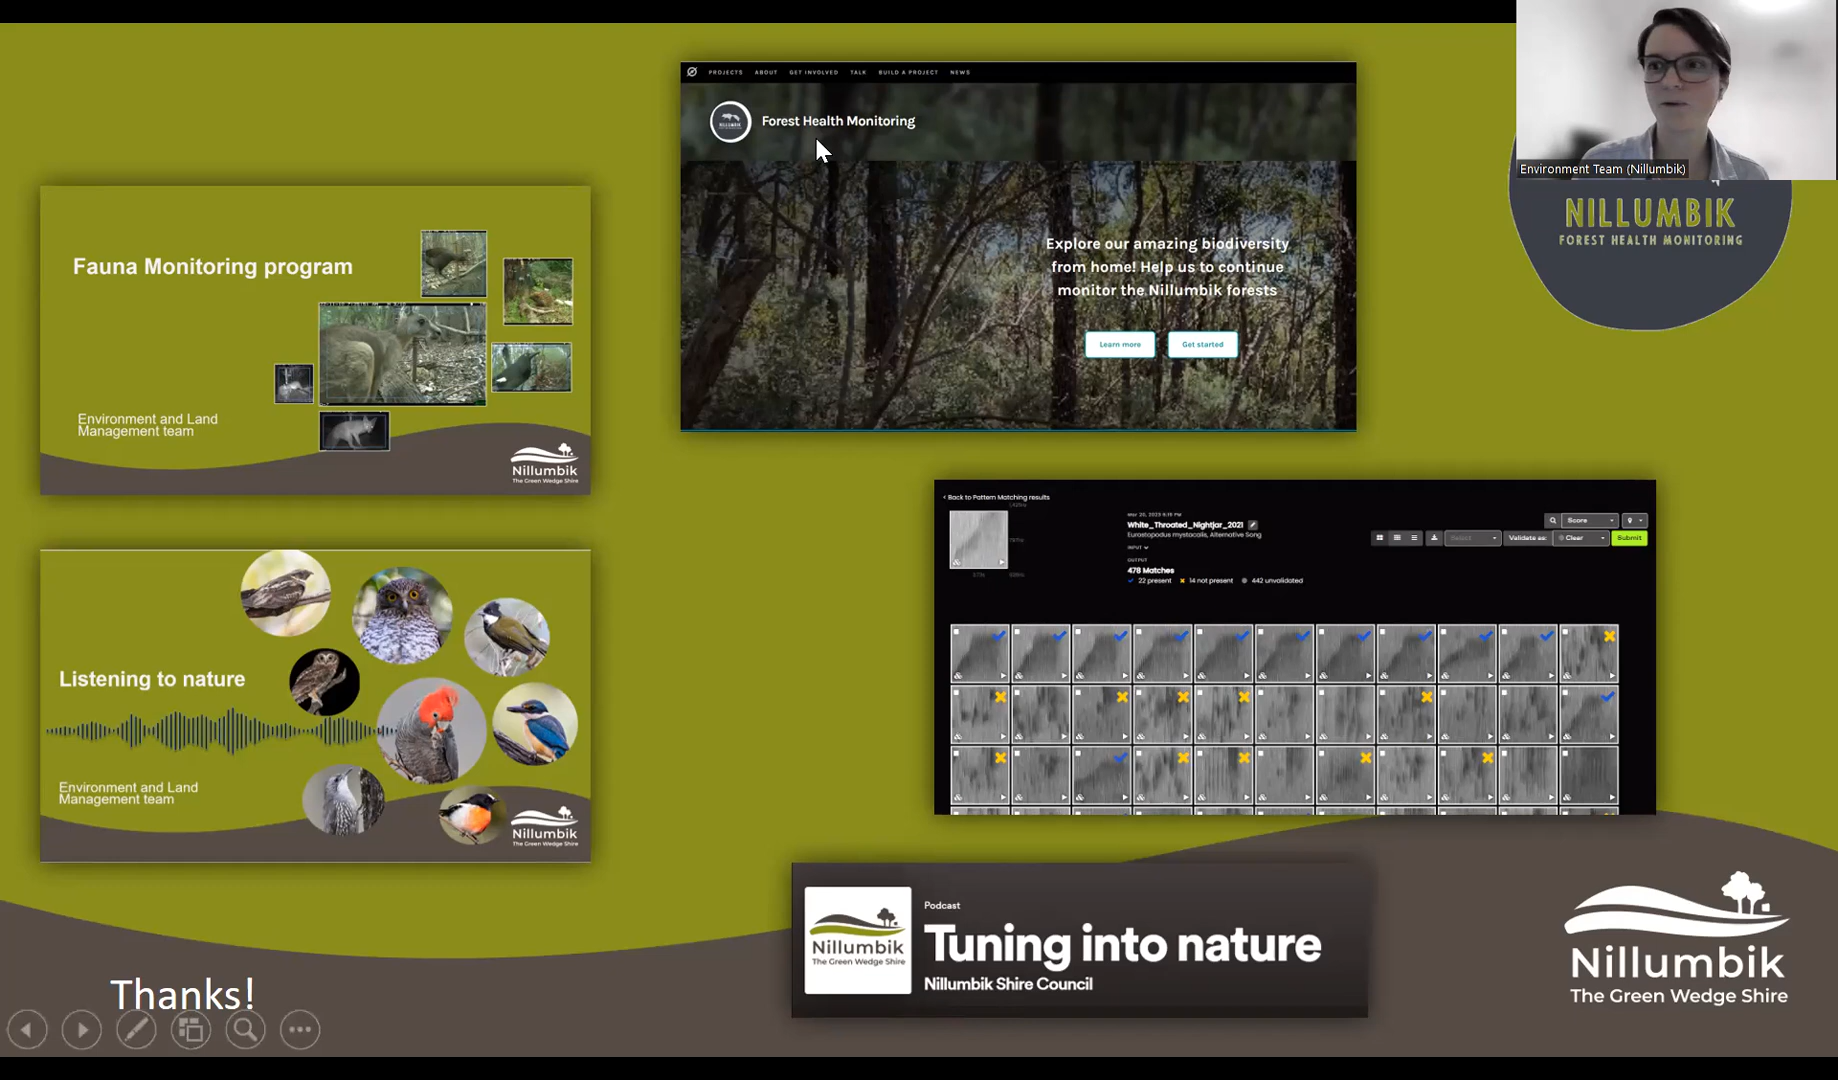 PROJECTS ABOUT GET INVOLVED TALK BUILD A PROJECT NEWS
Forest Health Monitoring
Explore our amazing biodiversity
from home! Help us to continue
monitor the Nillumbik forests
Learn more
Get started
Environment Team (Nillumbik)
NILLUMBIK
FOREST HEALTH MONITORING
Fauna Monitoring program
Environment and Land
Management team
Nillumbik
The Green Wedge Shire
Listening to nature
Environment and Land
Management team
Nillumbik
The Green Wedge Shire
Back to Pattern Matching results
White_Throated_Nightjar_2021
Eurostopodus mystacalis, Alternative Song
INPUT
OUTPUT
478 Matches
22 present 14 not present 442 unvalidated
Score
Select
Validate as:
Clear
Submit
Podcast
Tuning into nature
Nillumbik Shire Council
Nillumbik
The Green Wedge Shire
Nillumbik
The Green Wedge Shire
Thanks!